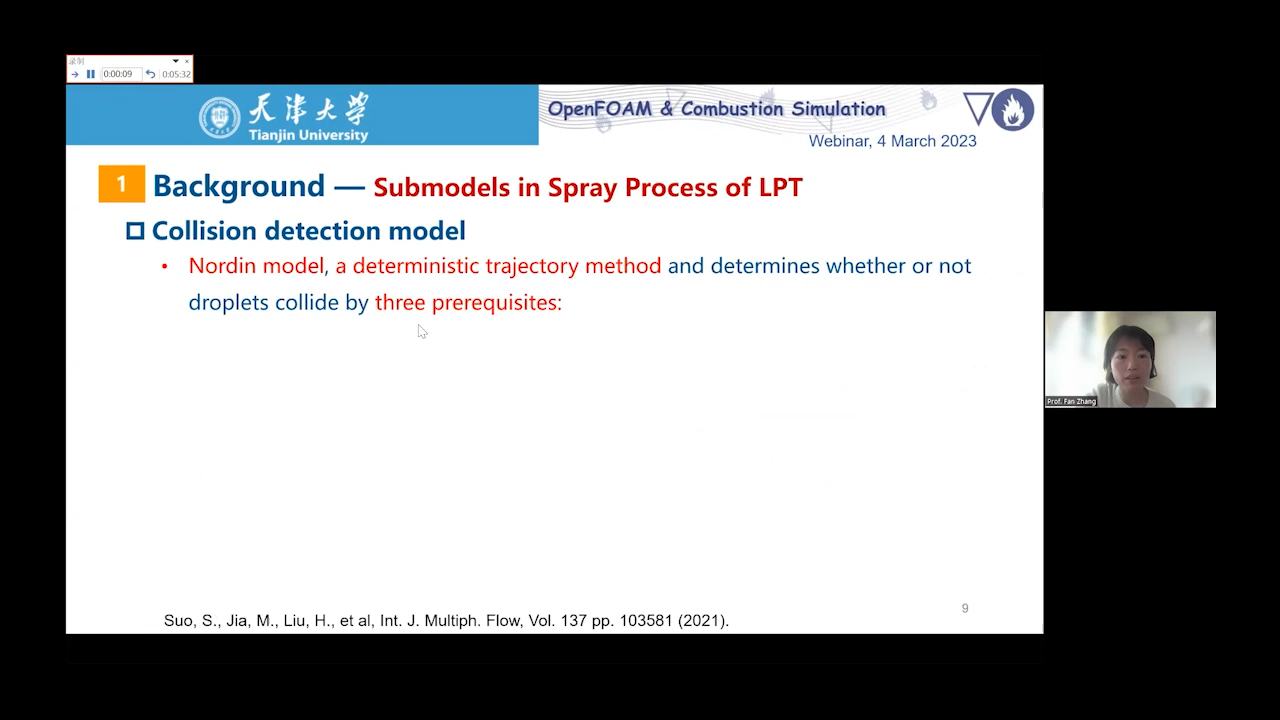 录制
0:00:09
0:05:32
天津大学
Tianjin University
OpenFOAM & Combustion Simulation
Webinar, 4 March 2023
1
Background — Submodels in Spray Process of LPT
Collision detection model
• Nordin model, a deterministic trajectory method and determines whether or not
droplets collide by three prerequisites:
Prof. Fan Zhang
9
Suo, S., Jia, M., Liu, H., et al, Int. J. Multiph. Flow, Vol. 137 pp. 103581 (2021).